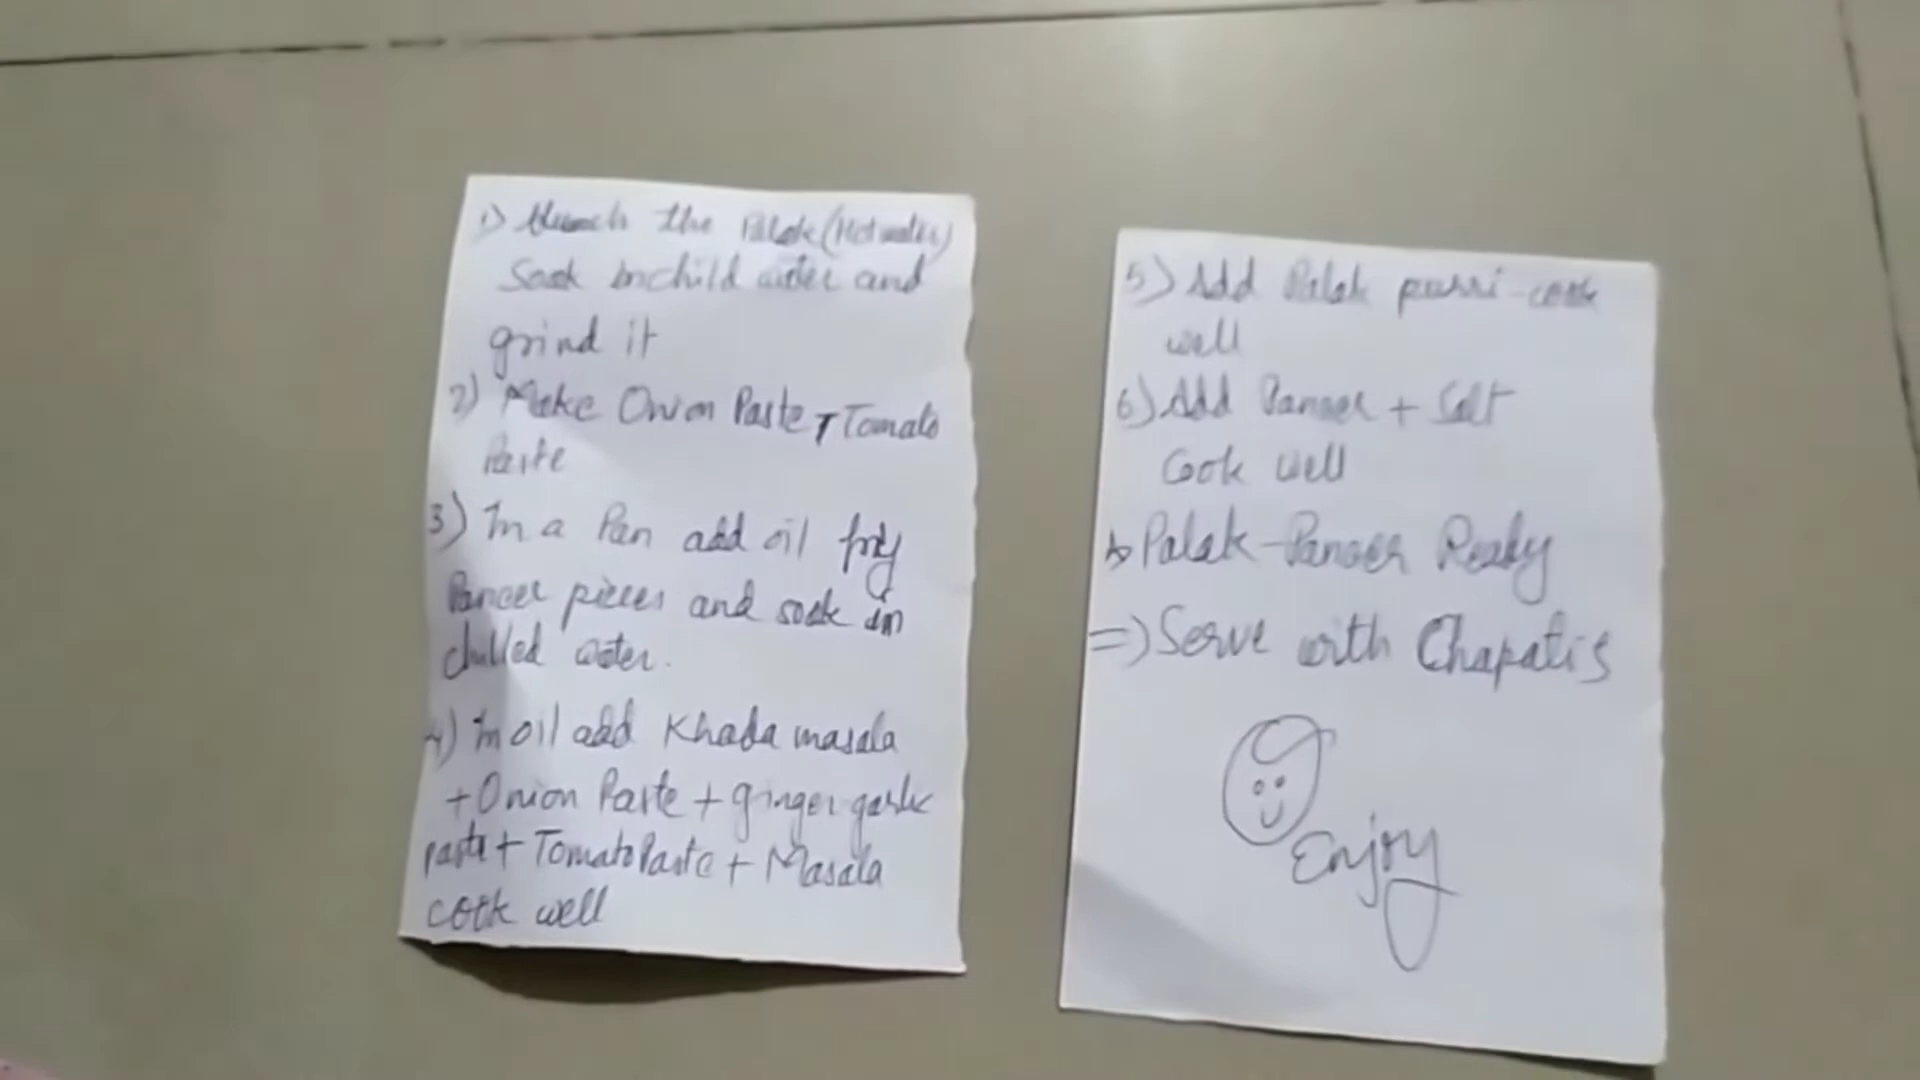 1) Blanch the Palak (Hot water)
Soak in child water and
grind it
2) Make Onion Paste, Tomato
Paste
3) In a Pan add oil fry
Paneer pieces and soak in
chilled water.
4) In oil add Khada masala
+ Onion Paste + ginger garlic
paste + Tomato Paste + Masala
cook well
5) Add Palak purri - cook
well
6) Add Paneer + Salt
Cook well
Palak-Paneer Ready
=> Serve with Chapatis
Enjoy